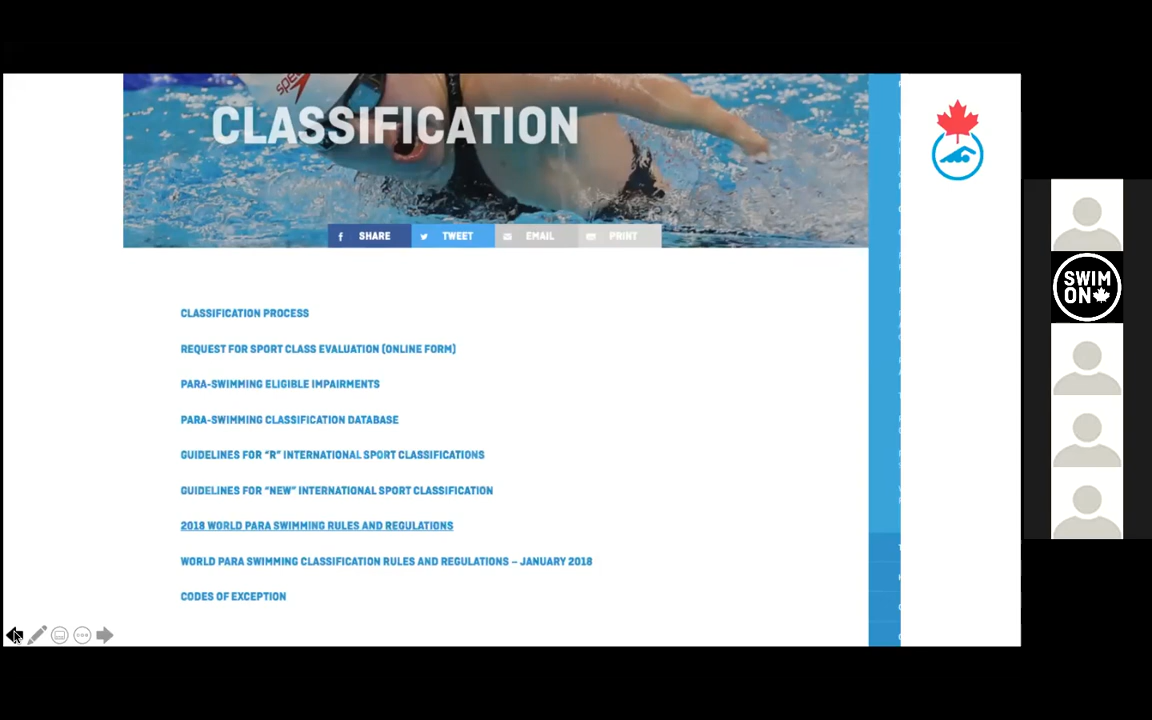 speedo
CLASSIFICATION
f SHARE
TWEET
EMAIL
PRINT
CLASSIFICATION PROCESS
REQUEST FOR SPORT CLASS EVALUATION (ONLINE FORM)
PARA-SWIMMING ELIGIBLE IMPAIRMENTS
PARA-SWIMMING CLASSIFICATION DATABASE
GUIDELINES FOR “R” INTERNATIONAL SPORT CLASSIFICATIONS
GUIDELINES FOR “NEW” INTERNATIONAL SPORT CLASSIFICATION
2018 WORLD PARA SWIMMING RULES AND REGULATIONS
WORLD PARA SWIMMING CLASSIFICATION RULES AND REGULATIONS – JANUARY 2018
CODES OF EXCEPTION
SWIM
ON